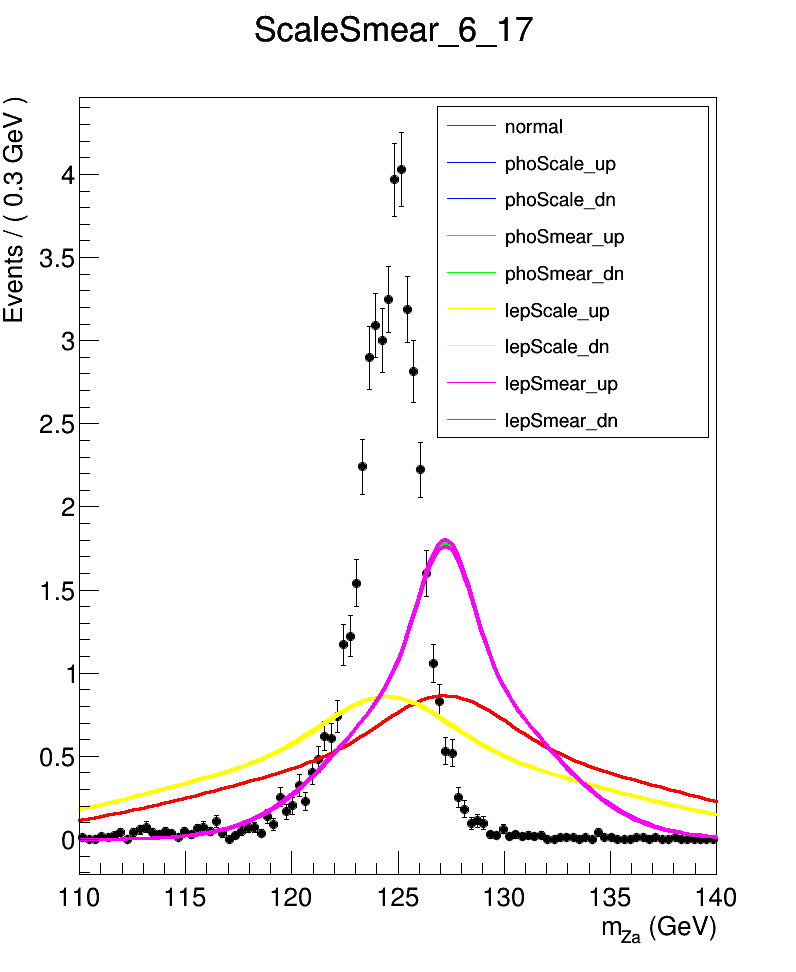 ScaleSmear_6_17
Events / ( 0.3 GeV )
4
3.5
3
2.5
2
1.5
1
0.5
0
normal
phoScale_up
phoScale_dn
phoSmear_up
phoSmear_dn
lepScale_up
lepScale_dn
lepSmear_up
lepSmear_dn
110 115 120 125 130 135 140
m_Za (GeV)